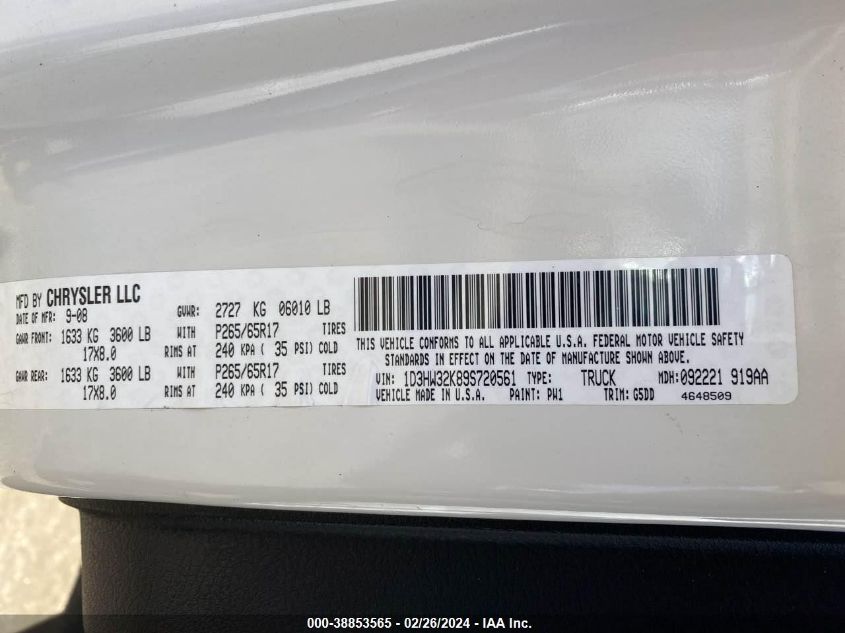 MFD BY CHRYSLER LLC
DATE OF MFR: 9-08 GVWR: 2727 KG 06010 LB
GAWR FRONT: 1633 KG 3600 LB WITH P265/65R17 TIRES
17X8.0 RIMS AT 240 KPA ( 35 PSI) COLD
GAWR REAR: 1633 KG 3600 LB WITH P265/65R17 TIRES
17X8.0 RIMS AT 240 KPA ( 35 PSI) COLD
THIS VEHICLE CONFORMS TO ALL APPLICABLE U.S.A. FEDERAL MOTOR VEHICLE SAFETY
STANDARDS IN EFFECT ON THE DATE OF MANUFACTURE SHOWN ABOVE.
VIN: 1D3HW32K89S720561 TYPE: TRUCK MDH:092221 919AA
VEHICLE MADE IN U.S.A. PAINT: PW1 TRIM: G5DD 4648509
000-38853565 - 02/26/2024 - IAA Inc.